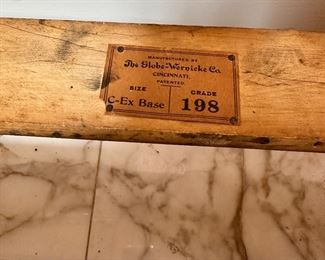 MANUFACTURED BY
The Globe-Wernicke Co.
CINCINNATI.
PATENTED.
SIZE GRADE
C-Ex Base 198